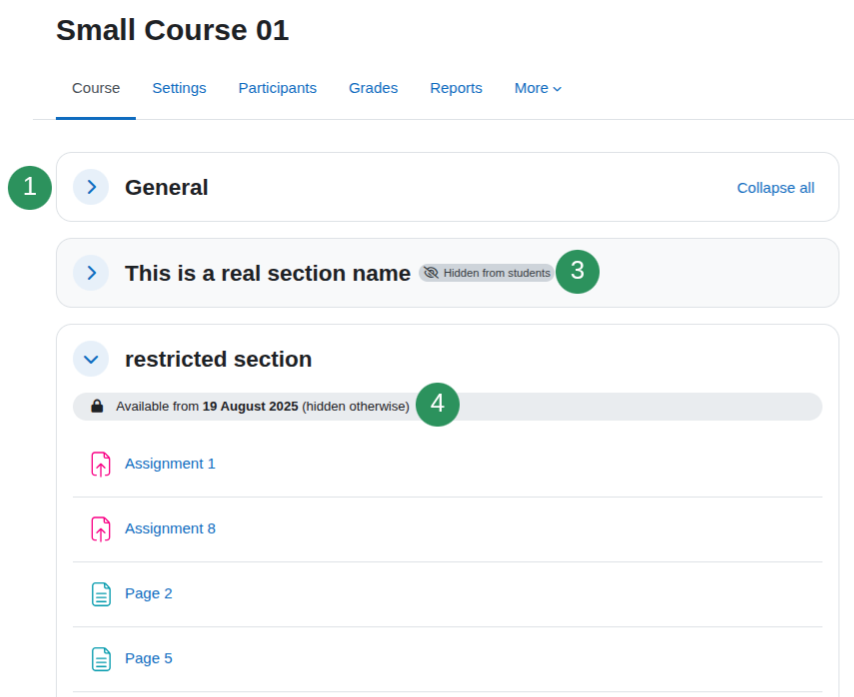 Small Course 01
Course Settings Participants Grades Reports More
1 General Collapse all
This is a real section name Hidden from students 3
restricted section
Available from 19 August 2025 (hidden otherwise) 4
Assignment 1
Assignment 8
Page 2
Page 5